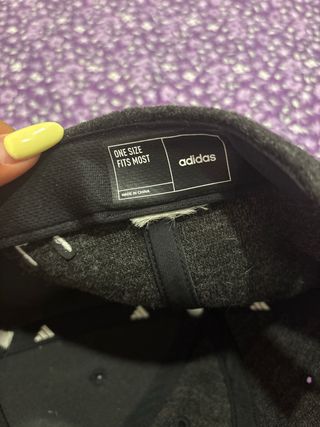 ONE SIZE
FITS MOST
adidas
MADE IN CHINA